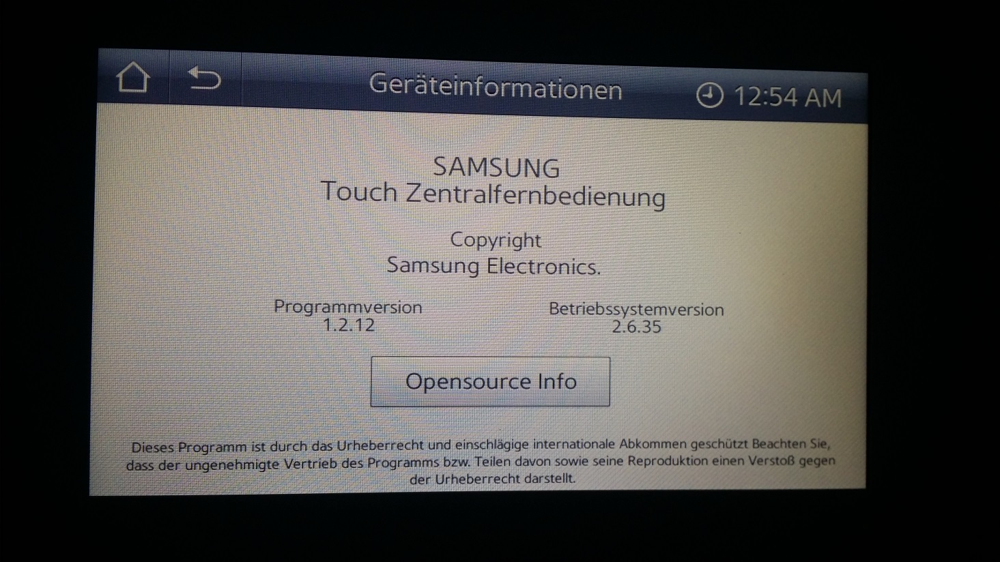 Geräteinformationen 12:54 AM
SAMSUNG
Touch Zentralfernbedienung
Copyright
Samsung Electronics.
Programmversion Betriebssystemversion
1.2.12 2.6.35
Opensource Info
Dieses Programm ist durch das Urheberrecht und einschlägige internationale Abkommen geschützt Beachten Sie,
dass der ungenehmigte Vertrieb des Programms bzw. Teilen davon sowie seine Reproduktion einen Verstoß gegen
der Urheberrecht darstellt.